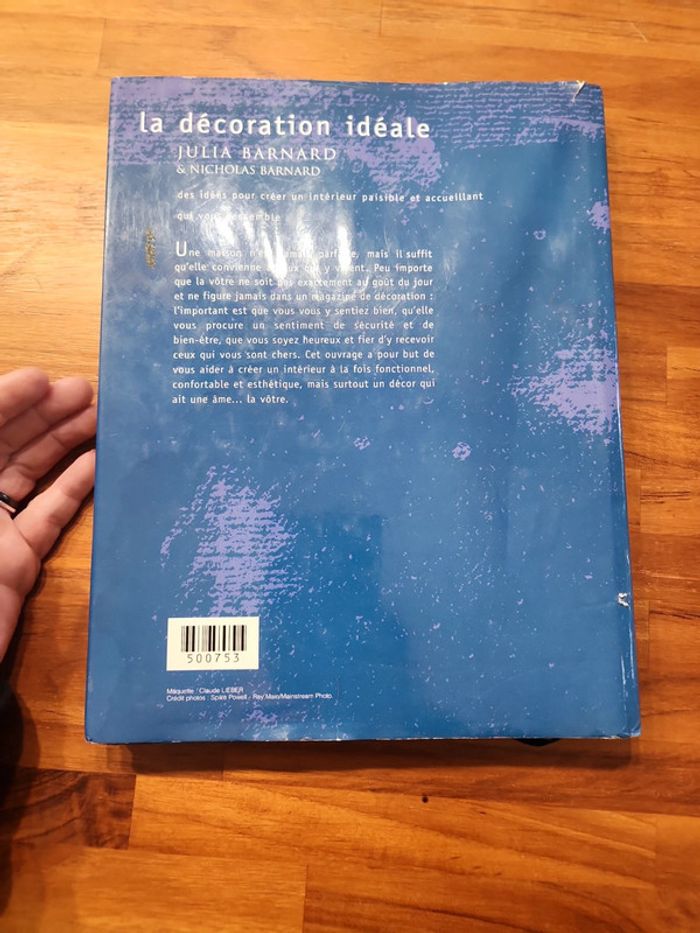 la décoration idéale
JULIA BARNARD
& NICHOLAS BARNARD
des idées pour créer un intérieur paisible et accueillant
qui vous ressemble
Une maison n'est jamais parfaite, mais il suffit
qu'elle convienne à ceux qui y vivent. Peu importe
que la vôtre ne soit pas exactement au goût du jour
et ne figure jamais dans un magazine de décoration :
l'important est que vous vous y sentiez bien, qu'elle
vous procure un sentiment de sécurité et de
bien-être, que vous soyez heureux et fier d'y recevoir
ceux qui vous sont chers. Cet ouvrage a pour but de
vous aider à créer un intérieur à la fois fonctionnel,
confortable et esthétique, mais surtout un décor qui
ait une âme... la vôtre.
500753
Maquette : Claude LIEBER
Crédit photos : Spike Powell - Ray Main/Mainstream Photo.